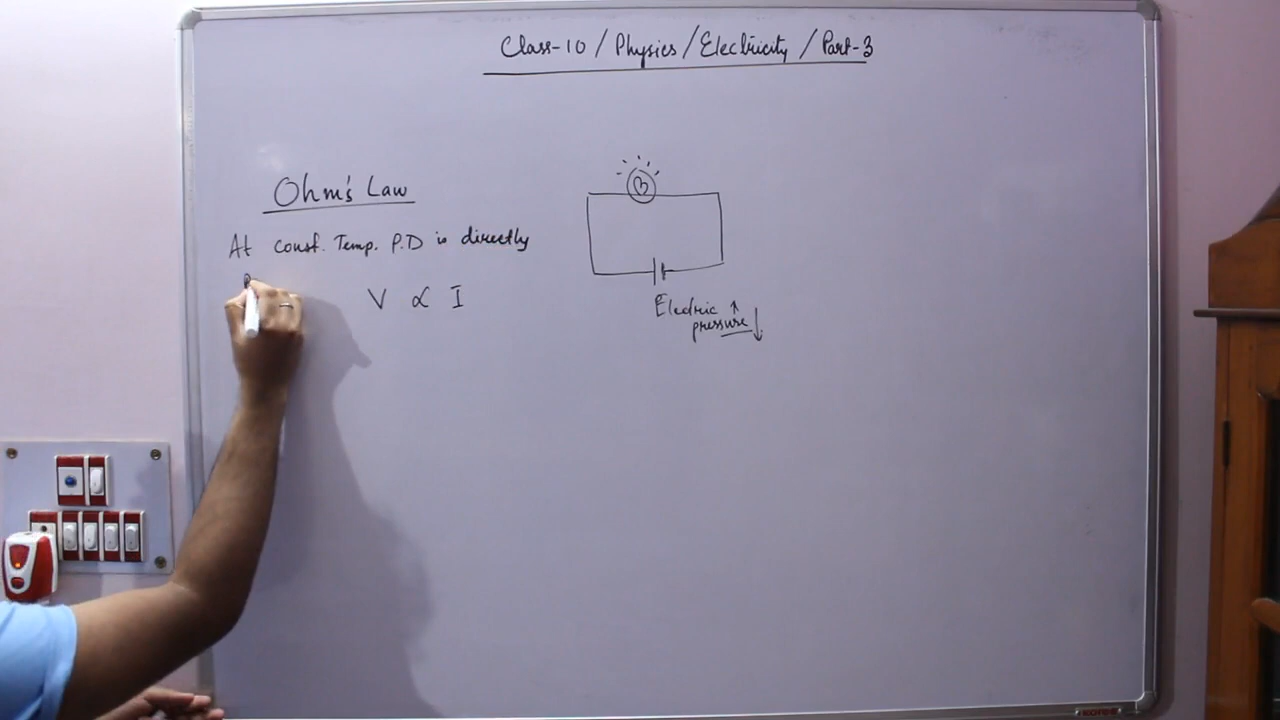 Class-10 / Physics / Electricity / Part-3
Ohm's Law
At const. Temp. P.D is directly
V ∝ I
Electric ↑
pressure ↓